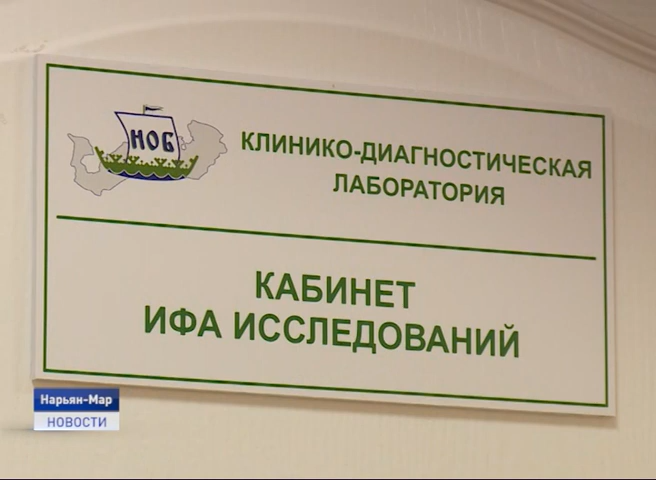 НОБ
КЛИНИКО-ДИАГНОСТИЧЕСКАЯ
ЛАБОРАТОРИЯ
КАБИНЕТ
ИФА ИССЛЕДОВАНИЙ
Нарьян-Мар
НОВОСТИ